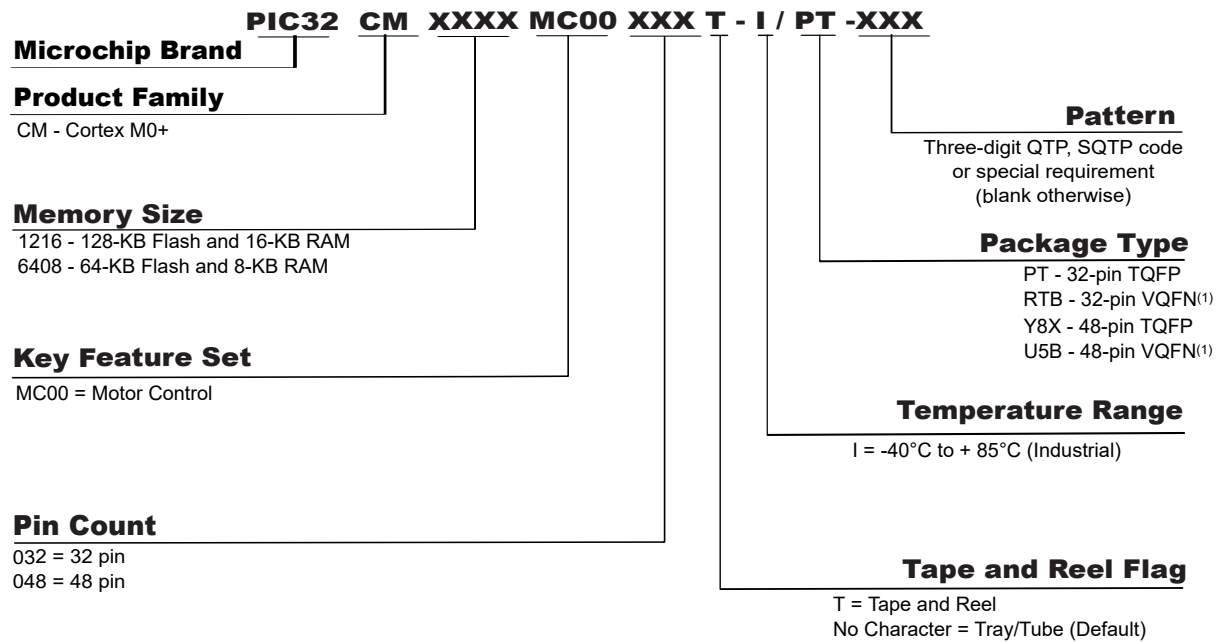 PIC32 CM XXXX MC00 XXX T - I / PT -XXX
Microchip Brand
Product Family
CM - Cortex M0+
Memory Size
1216 - 128-KB Flash and 16-KB RAM
6408 - 64-KB Flash and 8-KB RAM
Key Feature Set
MC00 = Motor Control
Pin Count
032 = 32 pin
048 = 48 pin
Pattern
Three-digit QTP, SQTP code
or special requirement
(blank otherwise)
Package Type
PT - 32-pin TQFP
RTB - 32-pin VQFN(1)
Y8X - 48-pin TQFP
U5B - 48-pin VQFN(1)
Temperature Range
I = -40°C to + 85°C (Industrial)
Tape and Reel Flag
T = Tape and Reel
No Character = Tray/Tube (Default)